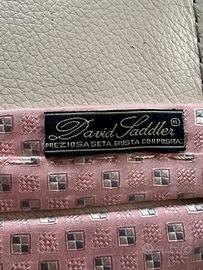 David Saddler
PREZIOSA SETA, GIUSTA CORPOSITA'